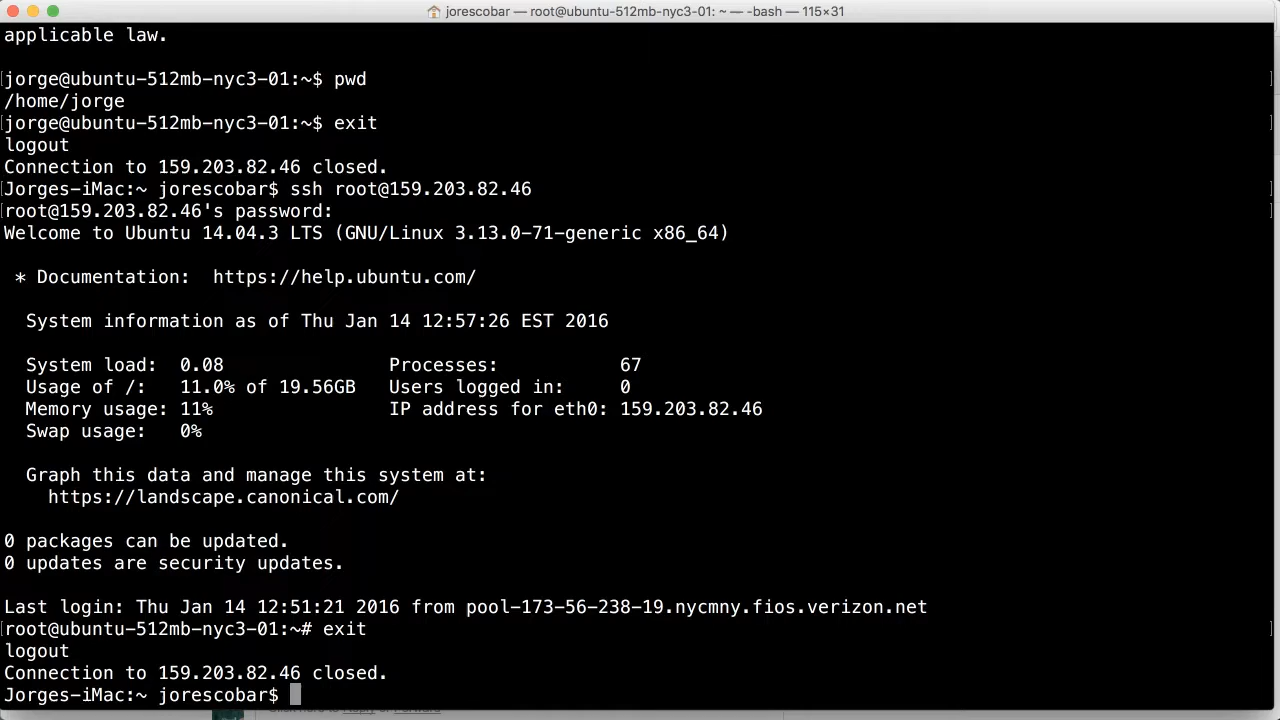 jorescobar — root@ubuntu-512mb-nyc3-01: ~ — -bash — 115×31
applicable law.
[jorge@ubuntu-512mb-nyc3-01:~$ pwd ]
/home/jorge
[jorge@ubuntu-512mb-nyc3-01:~$ exit ]
logout
Connection to 159.203.82.46 closed.
[Jorges-iMac:~ jorescobar$ ssh root@159.203.82.46 ]
[root@159.203.82.46's password: ]
Welcome to Ubuntu 14.04.3 LTS (GNU/Linux 3.13.0-71-generic x86_64)
* Documentation: https://help.ubuntu.com/
System information as of Thu Jan 14 12:57:26 EST 2016
System load: 0.08 Processes: 67
Usage of /: 11.0% of 19.56GB Users logged in: 0
Memory usage: 11% IP address for eth0: 159.203.82.46
Swap usage: 0%
Graph this data and manage this system at:
https://landscape.canonical.com/
0 packages can be updated.
0 updates are security updates.
Last login: Thu Jan 14 12:51:21 2016 from pool-173-56-238-19.nycmny.fios.verizon.net
[root@ubuntu-512mb-nyc3-01:~# exit ]
logout
Connection to 159.203.82.46 closed.
Jorges-iMac:~ jorescobar$